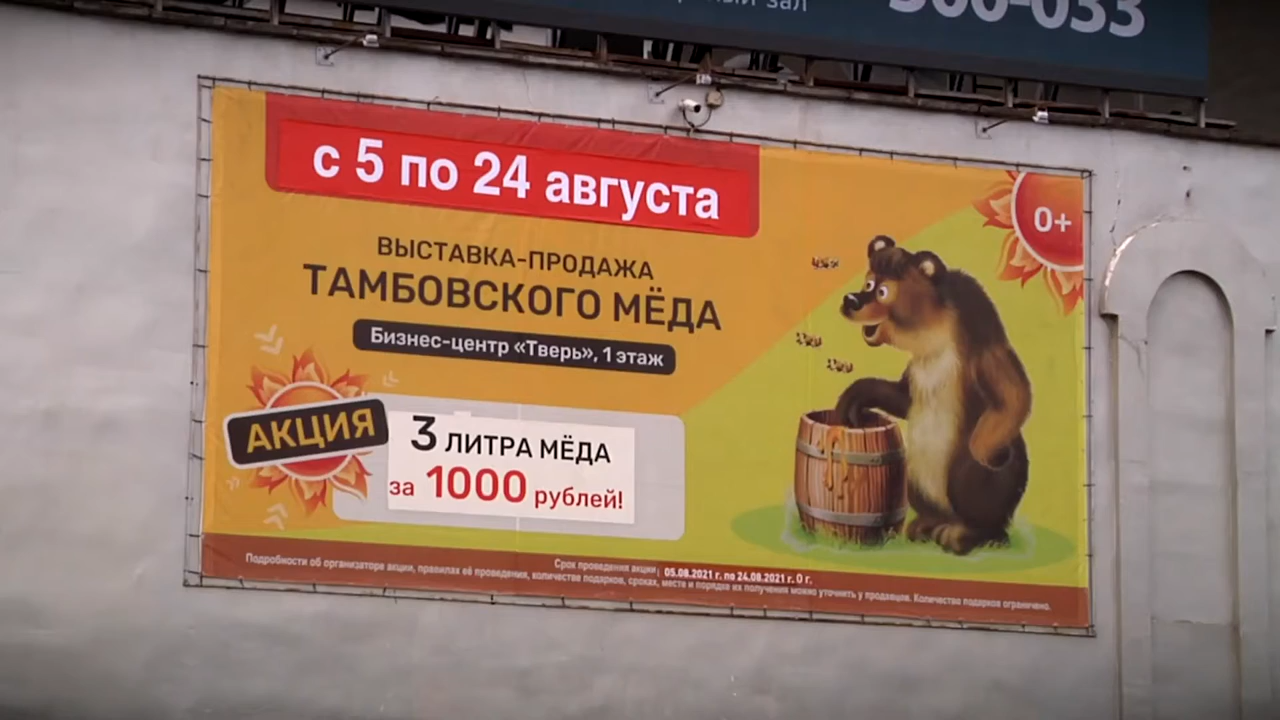 зал
300-033
с 5 по 24 августа
0+
ВЫСТАВКА-ПРОДАЖА
ТАМБОВСКОГО МЁДА
Бизнес-центр «Тверь», 1 этаж
АКЦИЯ
3 ЛИТРА МЁДА
за 1000 рублей!
Срок проведения акции: 05.08.2021 г. по 24.08.2021 г. 0 г.
Подробности об организаторе акции, правилах её проведения, количестве подарков, сроках, месте и порядке их получения можно уточнить у продавцов. Количество подарков ограничено.